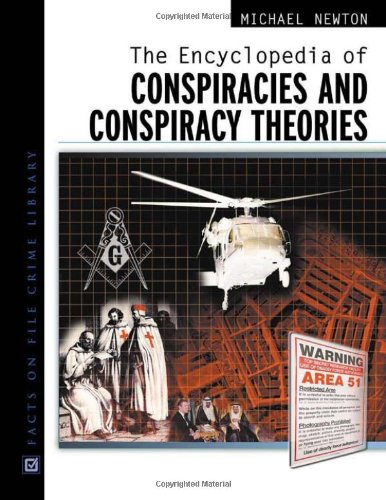 MICHAEL NEWTON
The Encyclopedia of
CONSPIRACIES AND
CONSPIRACY THEORIES
FACTS ON FILE CRIME LIBRARY
G
WARNING
AREA 51
Restricted Area
Photography Prohibited